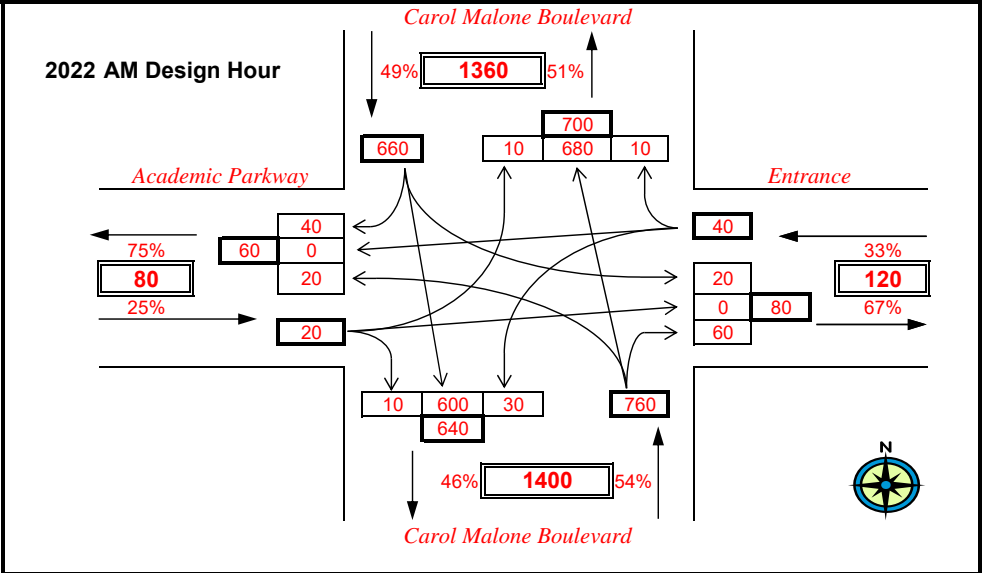 Carol Malone Boulevard
2022 AM Design Hour
49% 1360 51%
700
660 10 680 10
Academic Parkway Entrance
40 40
75% 60 0 33%
80 20 20 120
25% 0 80 67%
20 60
10 600 30 760
640
N
46% 1400 54%
Carol Malone Boulevard